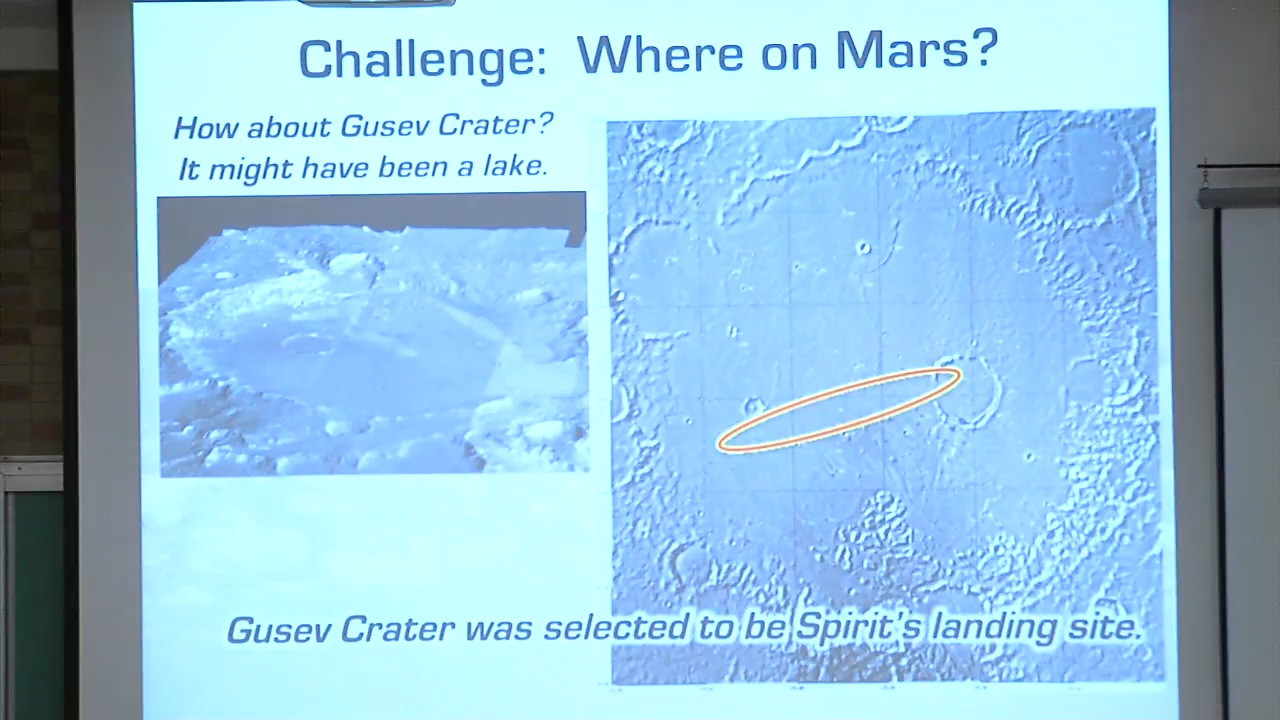 Challenge: Where on Mars?
How about Gusev Crater?
It might have been a lake.
Gusev Crater was selected to be Spirit's landing site.